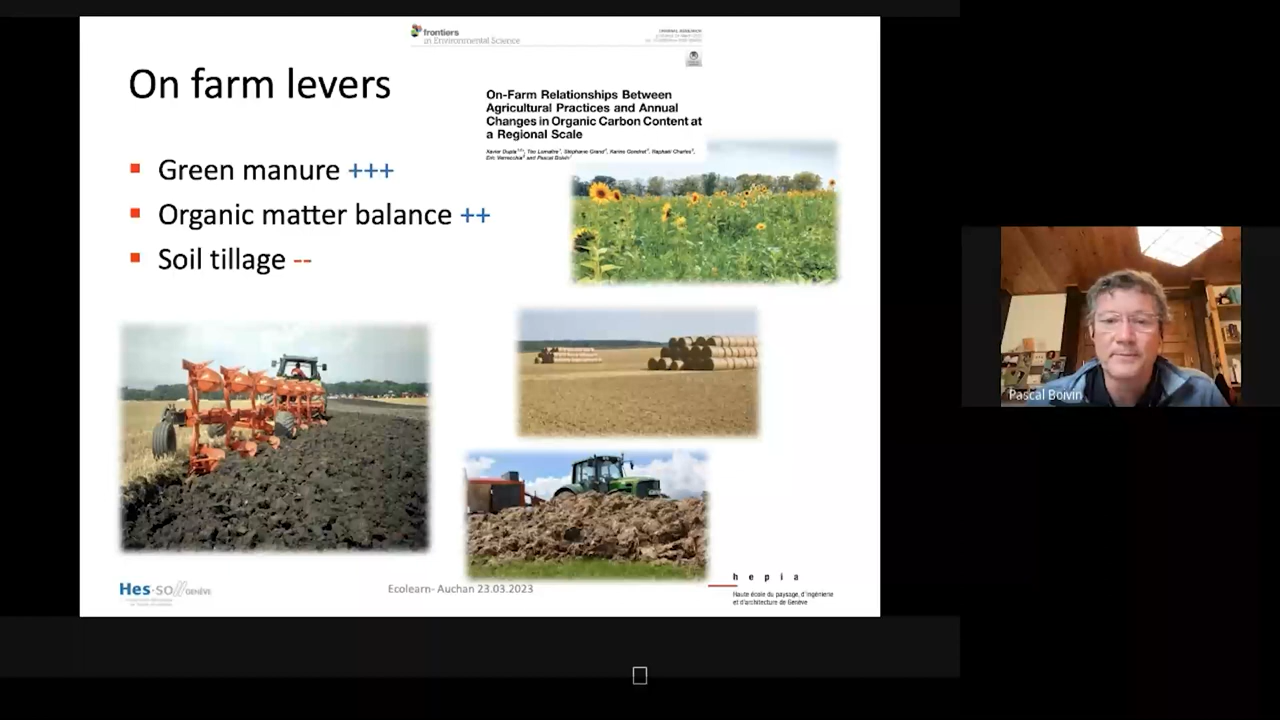 frontiers
in Environmental Science
ORIGINAL RESEARCH
On farm levers
On-Farm Relationships Between
Agricultural Practices and Annual
Changes in Organic Carbon Content at
a Regional Scale
Green manure +++
Organic matter balance ++
Soil tillage --
Pascal Boivin
Hes·so// GENÈVE
Ecolearn- Auchan 23.03.2023
h e p i a
Haute école du paysage, d'ingénierie
et d'architecture de Genève